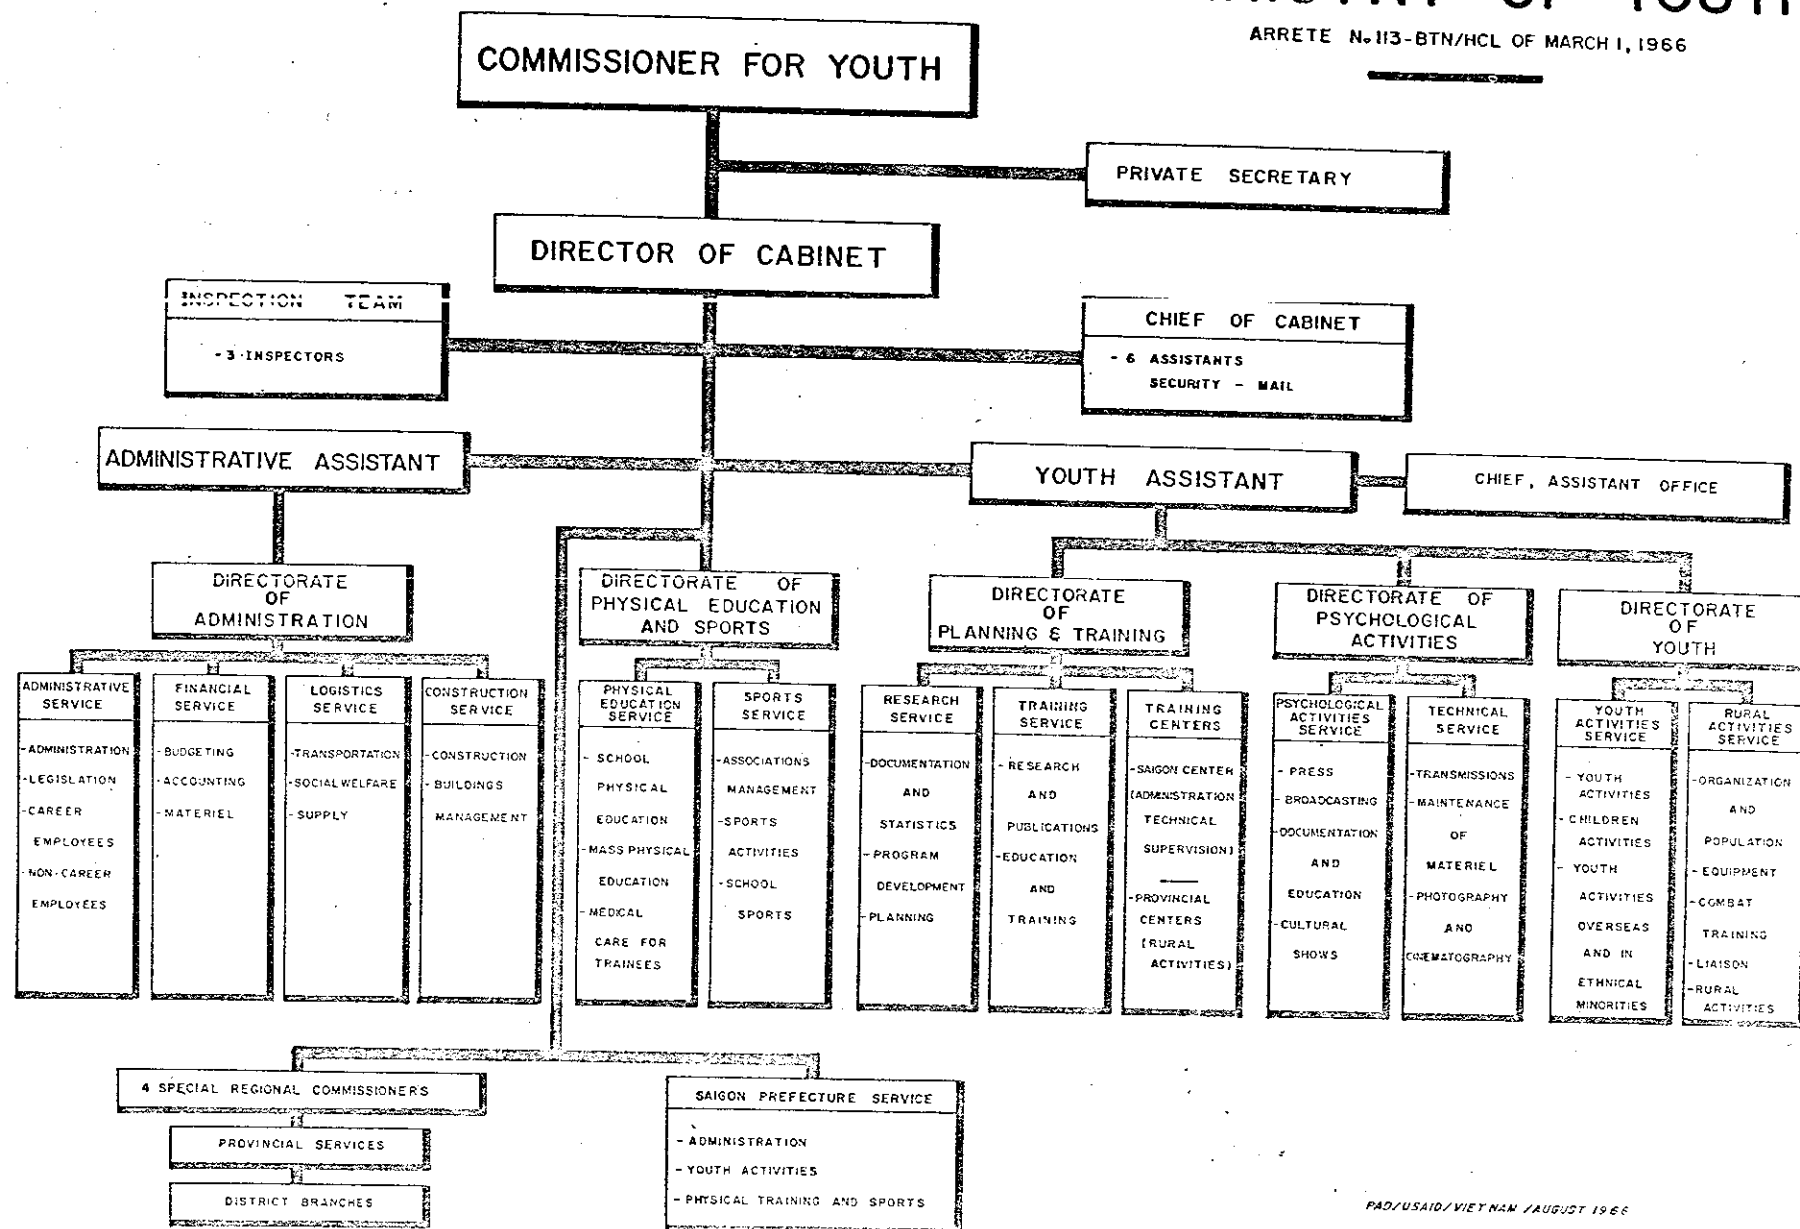 OF YOUTH
ARRETE No 113-BTN/HCL OF MARCH 1, 1966
COMMISSIONER FOR YOUTH
PRIVATE SECRETARY
DIRECTOR OF CABINET
INSPECTION TEAM
- 3 INSPECTORS
CHIEF OF CABINET
- 6 ASSISTANTS
SECURITY - MAIL
ADMINISTRATIVE ASSISTANT
YOUTH ASSISTANT
CHIEF, ASSISTANT OFFICE
DIRECTORATE
OF
ADMINISTRATION
DIRECTORATE OF
PHYSICAL EDUCATION
AND SPORTS
DIRECTORATE
OF
PLANNING & TRAINING
DIRECTORATE OF
PSYCHOLOGICAL
ACTIVITIES
DIRECTORATE
OF
YOUTH
ADMINISTRATIVE
SERVICE
-ADMINISTRATION
-LEGISLATION
-CAREER
EMPLOYEES
-NON-CAREER
EMPLOYEES
FINANCIAL
SERVICE
-BUDGETING
-ACCOUNTING
-MATERIEL
LOGISTICS
SERVICE
-TRANSPORTATION
-SOCIAL WELFARE
-SUPPLY
CONSTRUCTION
SERVICE
-CONSTRUCTION
-BUILDINGS
MANAGEMENT
PHYSICAL
EDUCATION
SERVICE
- SCHOOL
PHYSICAL
EDUCATION
-MASS PHYSICAL
EDUCATION
-MEDICAL
CARE FOR
TRAINEES
SPORTS
SERVICE
-ASSOCIATIONS
MANAGEMENT
-SPORTS
ACTIVITIES
-SCHOOL
SPORTS
RESEARCH
SERVICE
-DOCUMENTATION
AND
STATISTICS
-PROGRAM
DEVELOPMENT
-PLANNING
TRAINING
SERVICE
- RESEARCH
AND
PUBLICATIONS
-EDUCATION
AND
TRAINING
TRAINING
CENTERS
-SAIGON CENTER
(ADMINISTRATION
TECHNICAL
SUPERVISION)
-PROVINCIAL
CENTERS
(RURAL
ACTIVITIES)
PSYCHOLOGICAL
ACTIVITIES
SERVICE
- PRESS
- BROADCASTING
-DOCUMENTATION
AND
EDUCATION
-CULTURAL
SHOWS
TECHNICAL
SERVICE
-TRANSMISSIONS
-MAINTENANCE
OF
MATERIEL
-PHOTOGRAPHY
AND
CINEMATOGRAPHY
YOUTH
ACTIVITIES
SERVICE
- YOUTH
ACTIVITIES
- CHILDREN
ACTIVITIES
- YOUTH
ACTIVITIES
OVERSEAS
AND IN
ETHNICAL
MINORITIES
RURAL
ACTIVITIES
SERVICE
-ORGANIZATION
AND
POPULATION
- EQUIPMENT
-COMBAT
TRAINING
-LIAISON
-RURAL
ACTIVITIES
4 SPECIAL REGIONAL COMMISSIONERS
PROVINCIAL SERVICES
DISTRICT BRANCHES
SAIGON PREFECTURE SERVICE
- ADMINISTRATION
- YOUTH ACTIVITIES
- PHYSICAL TRAINING AND SPORTS
PAD/USAID/VIET NAM /AUGUST 1966